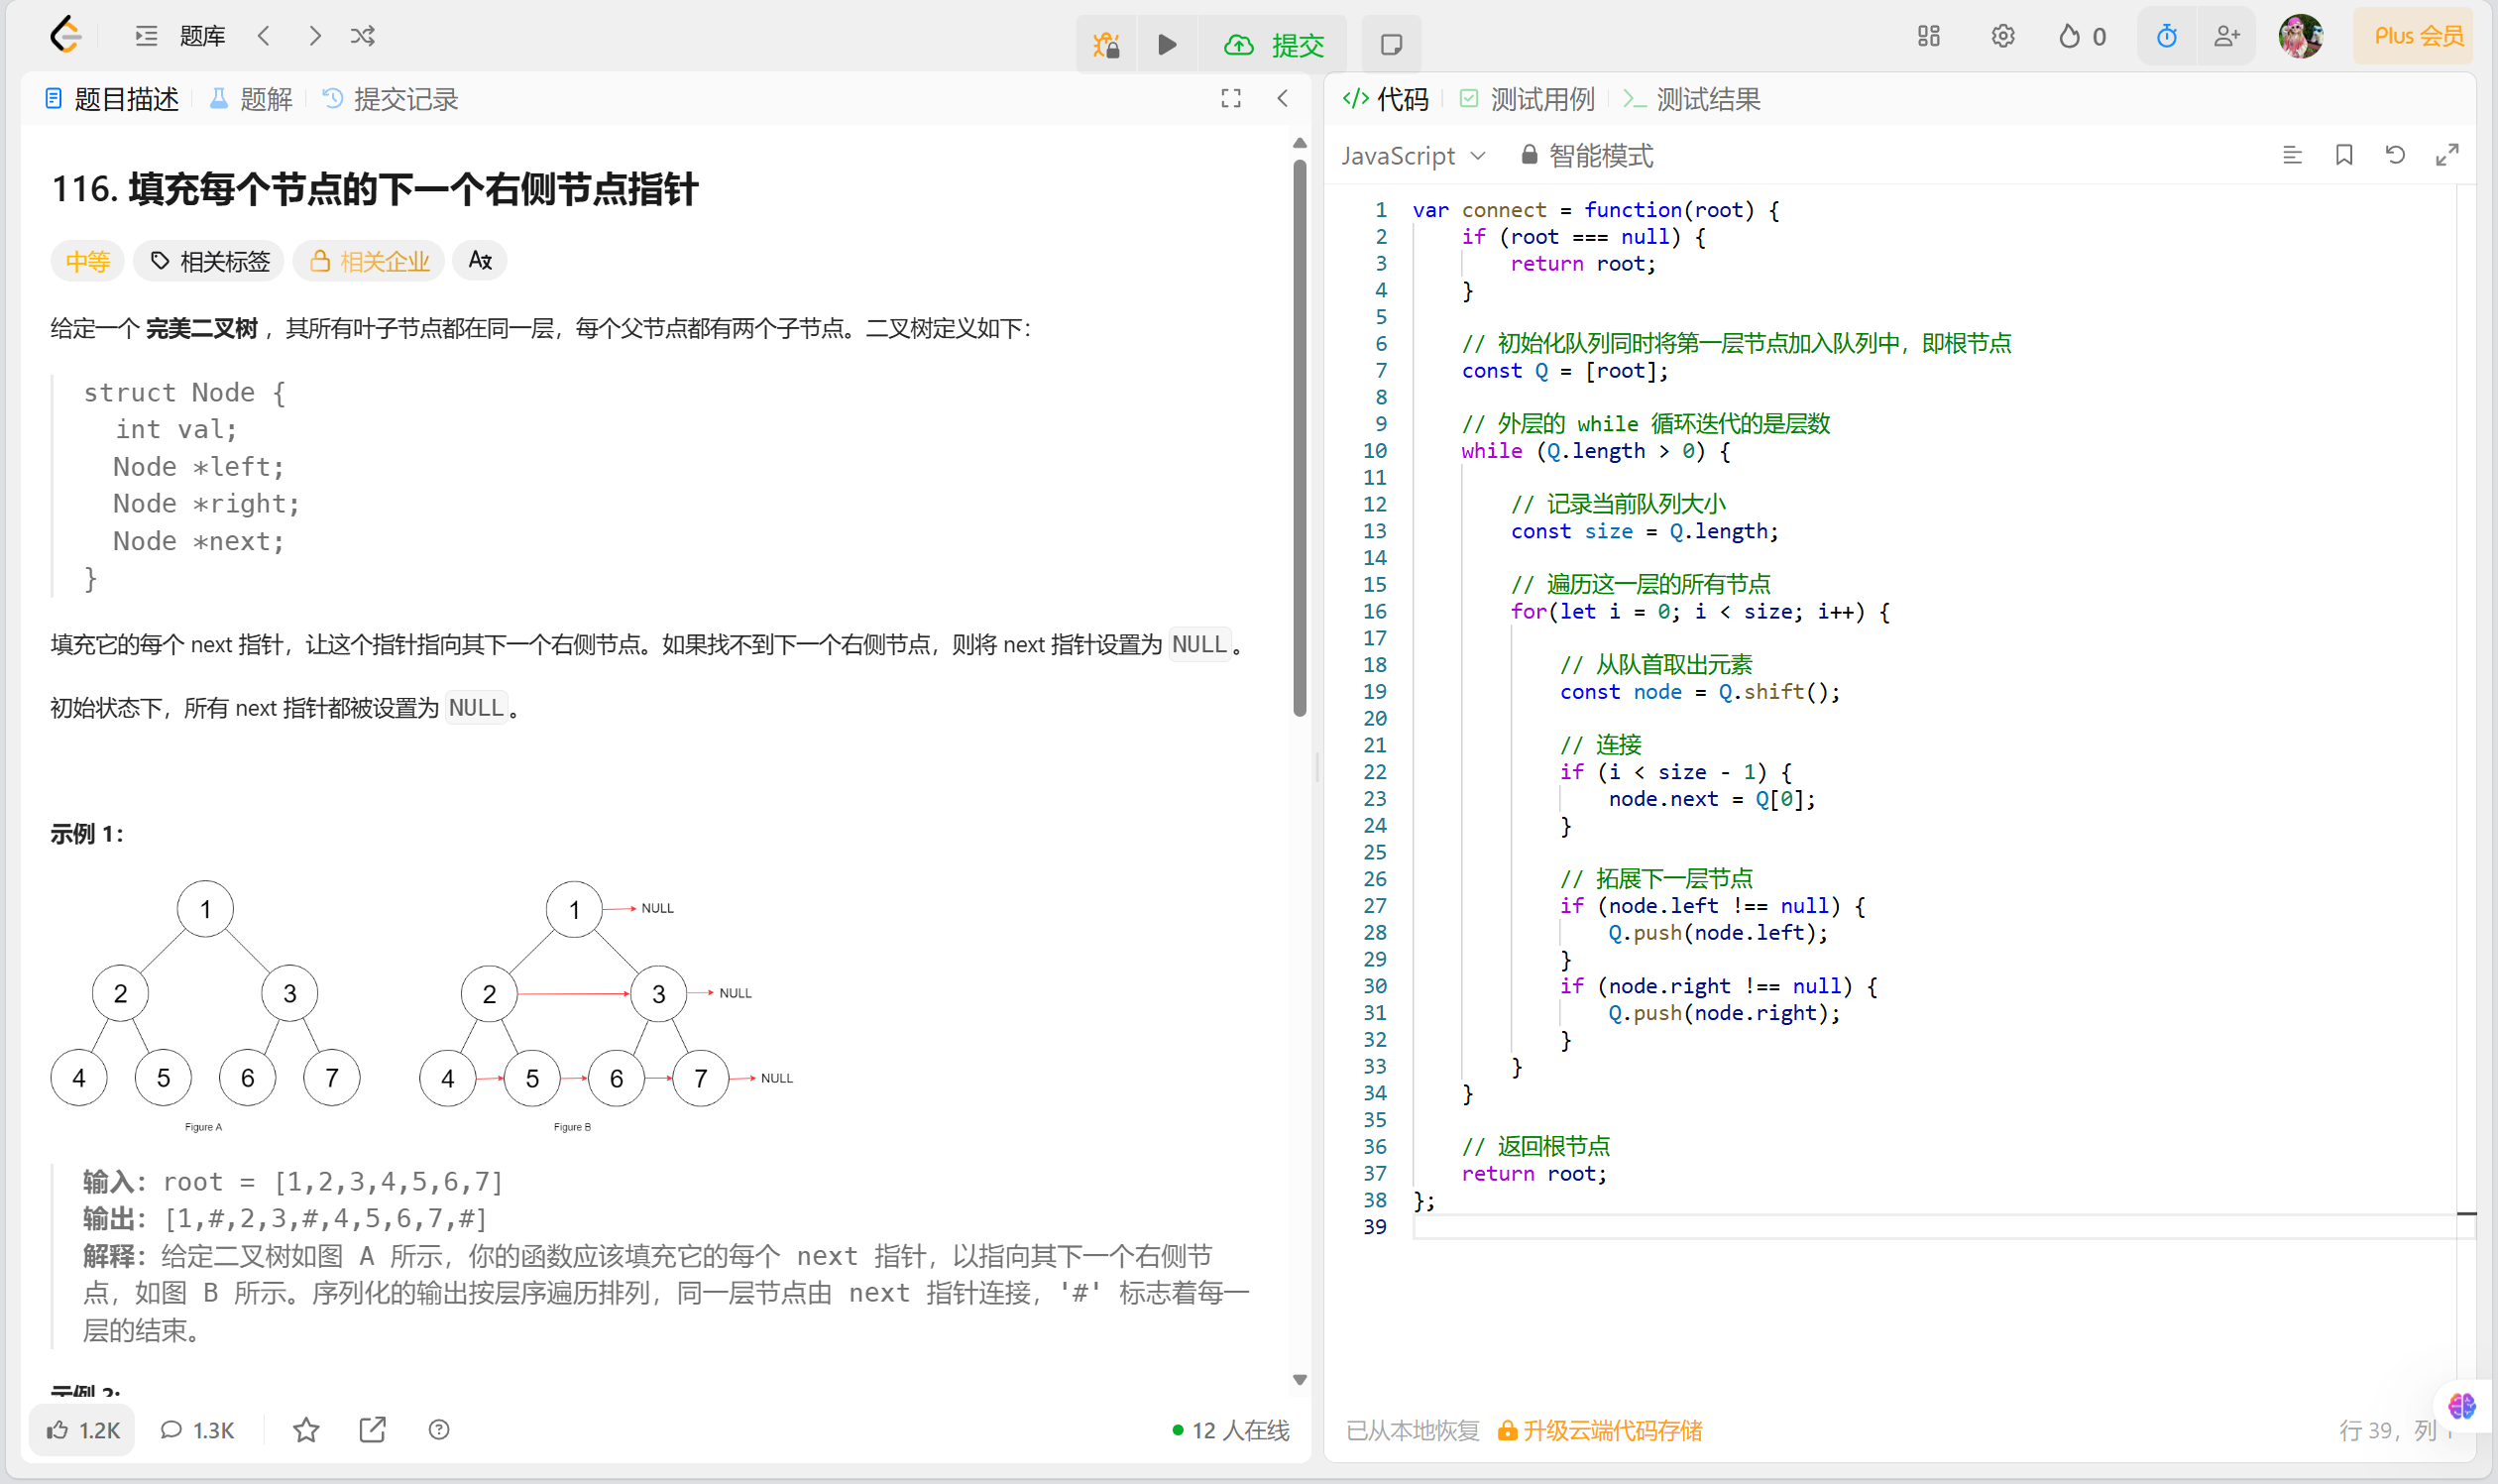 题库
提交
0
Plus 会员
题目描述
题解
提交记录
116. 填充每个节点的下一个右侧节点指针
中等
相关标签
相关企业
给定一个 完美二叉树 ，其所有叶子节点都在同一层，每个父节点都有两个子节点。二叉树定义如下：
struct Node {
int val;
Node *left;
Node *right;
Node *next;
}
填充它的每个 next 指针，让这个指针指向其下一个右侧节点。如果找不到下一个右侧节点，则将 next 指针设置为 NULL。
初始状态下，所有 next 指针都被设置为 NULL。
示例 1：
1
2
3
4
5
6
7
Figure A
1
NULL
2
3
NULL
4
5
6
7
NULL
Figure B
输入：root = [1,2,3,4,5,6,7]
输出：[1,#,2,3,#,4,5,6,7,#]
解释：给定二叉树如图 A 所示，你的函数应该填充它的每个 next 指针，以指向其下一个右侧节
点，如图 B 所示。序列化的输出按层序遍历排列，同一层节点由 next 指针连接，'#' 标志着每一
层的结束。
示例 2:
1.2K
1.3K
12 人在线
代码
测试用例
测试结果
JavaScript
智能模式
1 var connect = function(root) {
2 if (root === null) {
3 return root;
4 }
5
6 // 初始化队列同时将第一层节点加入队列中，即根节点
7 const Q = [root];
8
9 // 外层的 while 循环迭代的是层数
10 while (Q.length > 0) {
11
12 // 记录当前队列大小
13 const size = Q.length;
14
15 // 遍历这一层的所有节点
16 for(let i = 0; i < size; i++) {
17
18 // 从队首取出元素
19 const node = Q.shift();
20
21 // 连接
22 if (i < size - 1) {
23 node.next = Q[0];
24 }
25
26 // 拓展下一层节点
27 if (node.left !== null) {
28 Q.push(node.left);
29 }
30 if (node.right !== null) {
31 Q.push(node.right);
32 }
33 }
34 }
35
36 // 返回根节点
37 return root;
38 };
39
已从本地恢复
升级云端代码存储
行 39，列